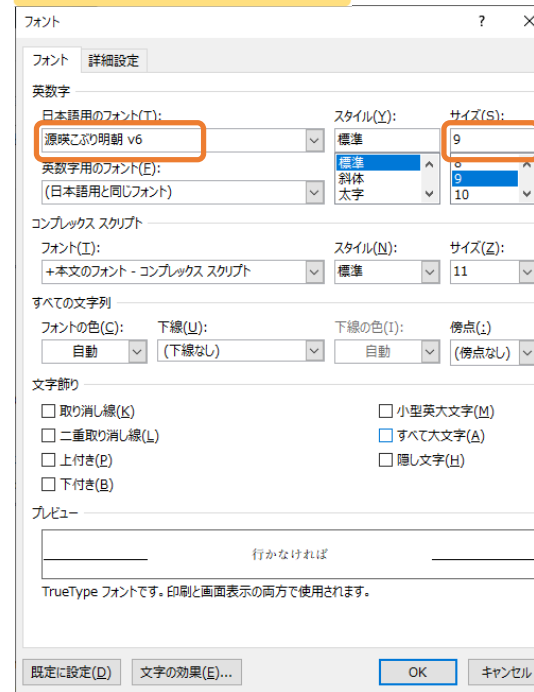 フォント ? ×
フォント 詳細設定
英数字
日本語用のフォント(T): スタイル(Y): サイズ(S):
源暎こぶり明朝 v6 標準 9
英数字用のフォント(F): 標準 8
(日本語用と同じフォント) 斜体 9
太字 10
コンプレックス スクリプト
フォント(I): スタイル(N): サイズ(Z):
+本文のフォント - コンプレックス スクリプト 標準 11
すべての文字列
フォントの色(C): 下線(U): 下線の色(I): 傍点(:)
自動 (下線なし) 自動 (傍点なし)
文字飾り
取り消し線(K) 小型英大文字(M)
二重取り消し線(L) すべて大文字(A)
上付き(P) 隠し文字(H)
下付き(B)
プレビュー
行かなければ
TrueType フォントです。印刷と画面表示の両方で使用されます。
既定に設定(D) 文字の効果(E)... OK キャンセル